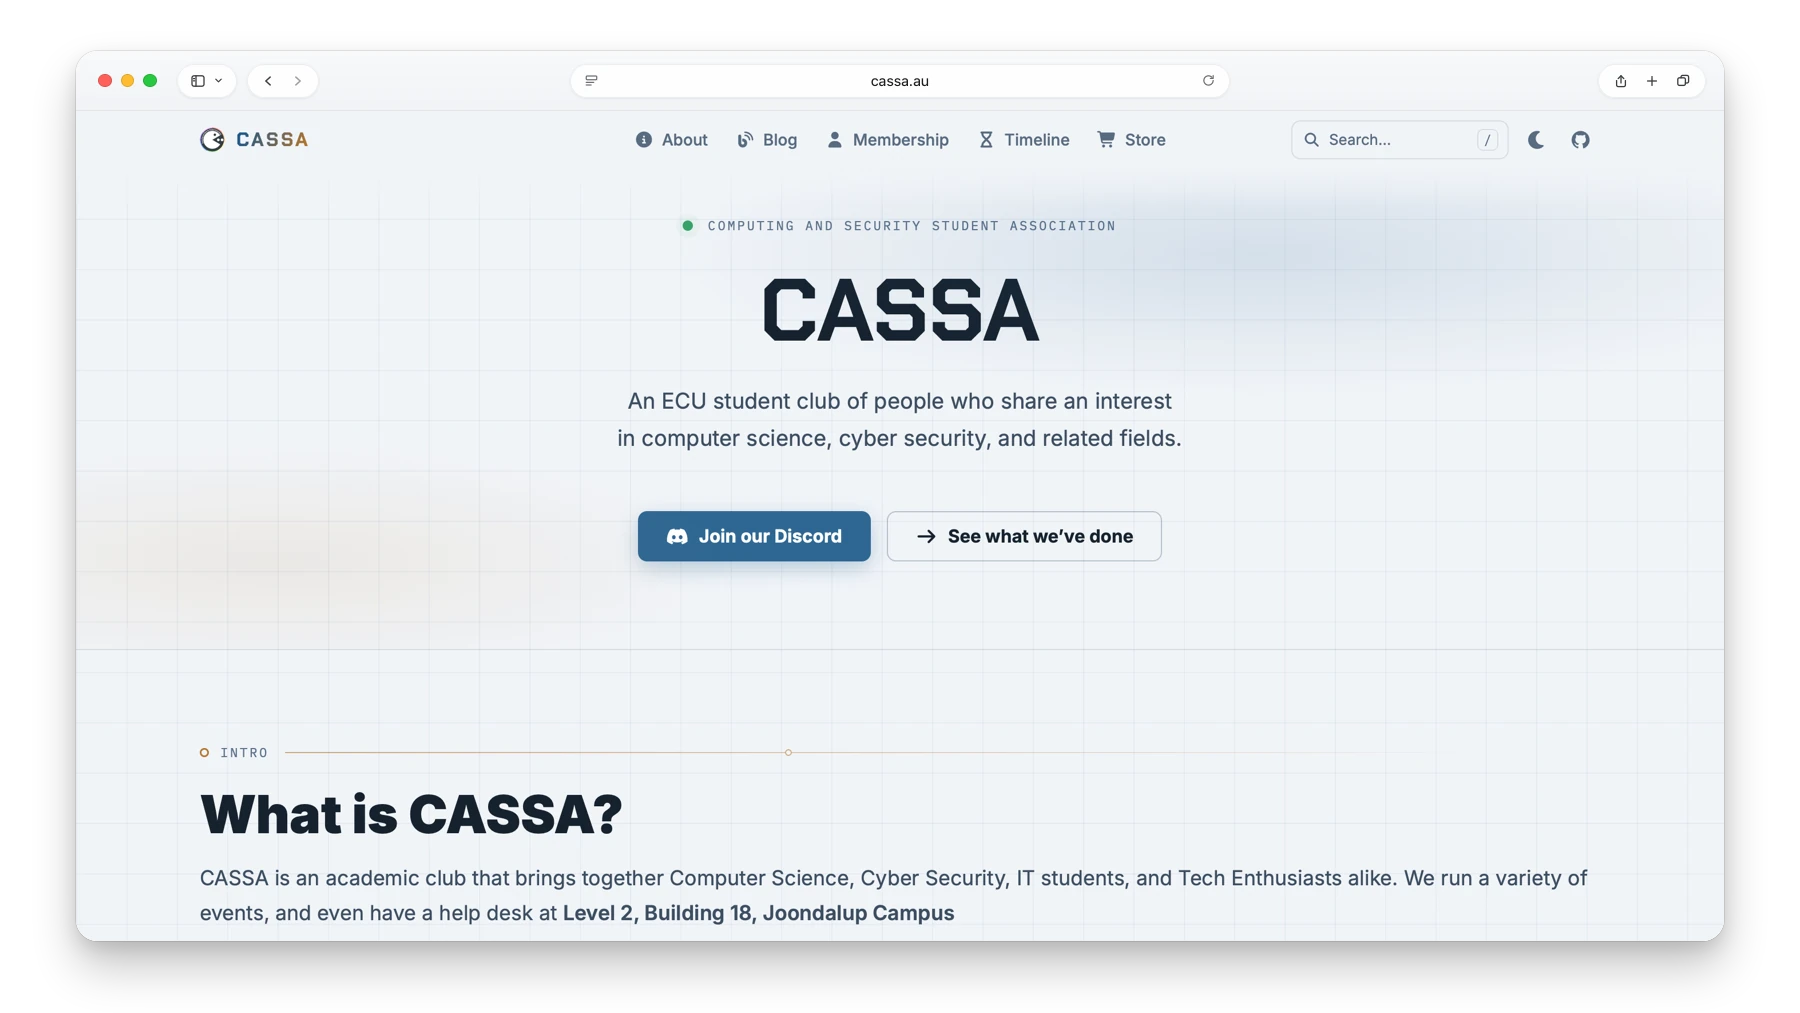 cassa.au
CASSA
About
Blog
Membership
Timeline
Store
Search...
/
COMPUTING AND SECURITY STUDENT ASSOCIATION
CASSA
An ECU student club of people who share an interest
in computer science, cyber security, and related fields.
Join our Discord
See what we’ve done
INTRO
What is CASSA?
CASSA is an academic club that brings together Computer Science, Cyber Security, IT students, and Tech Enthusiasts alike. We run a variety of
events, and even have a help desk at Level 2, Building 18, Joondalup Campus